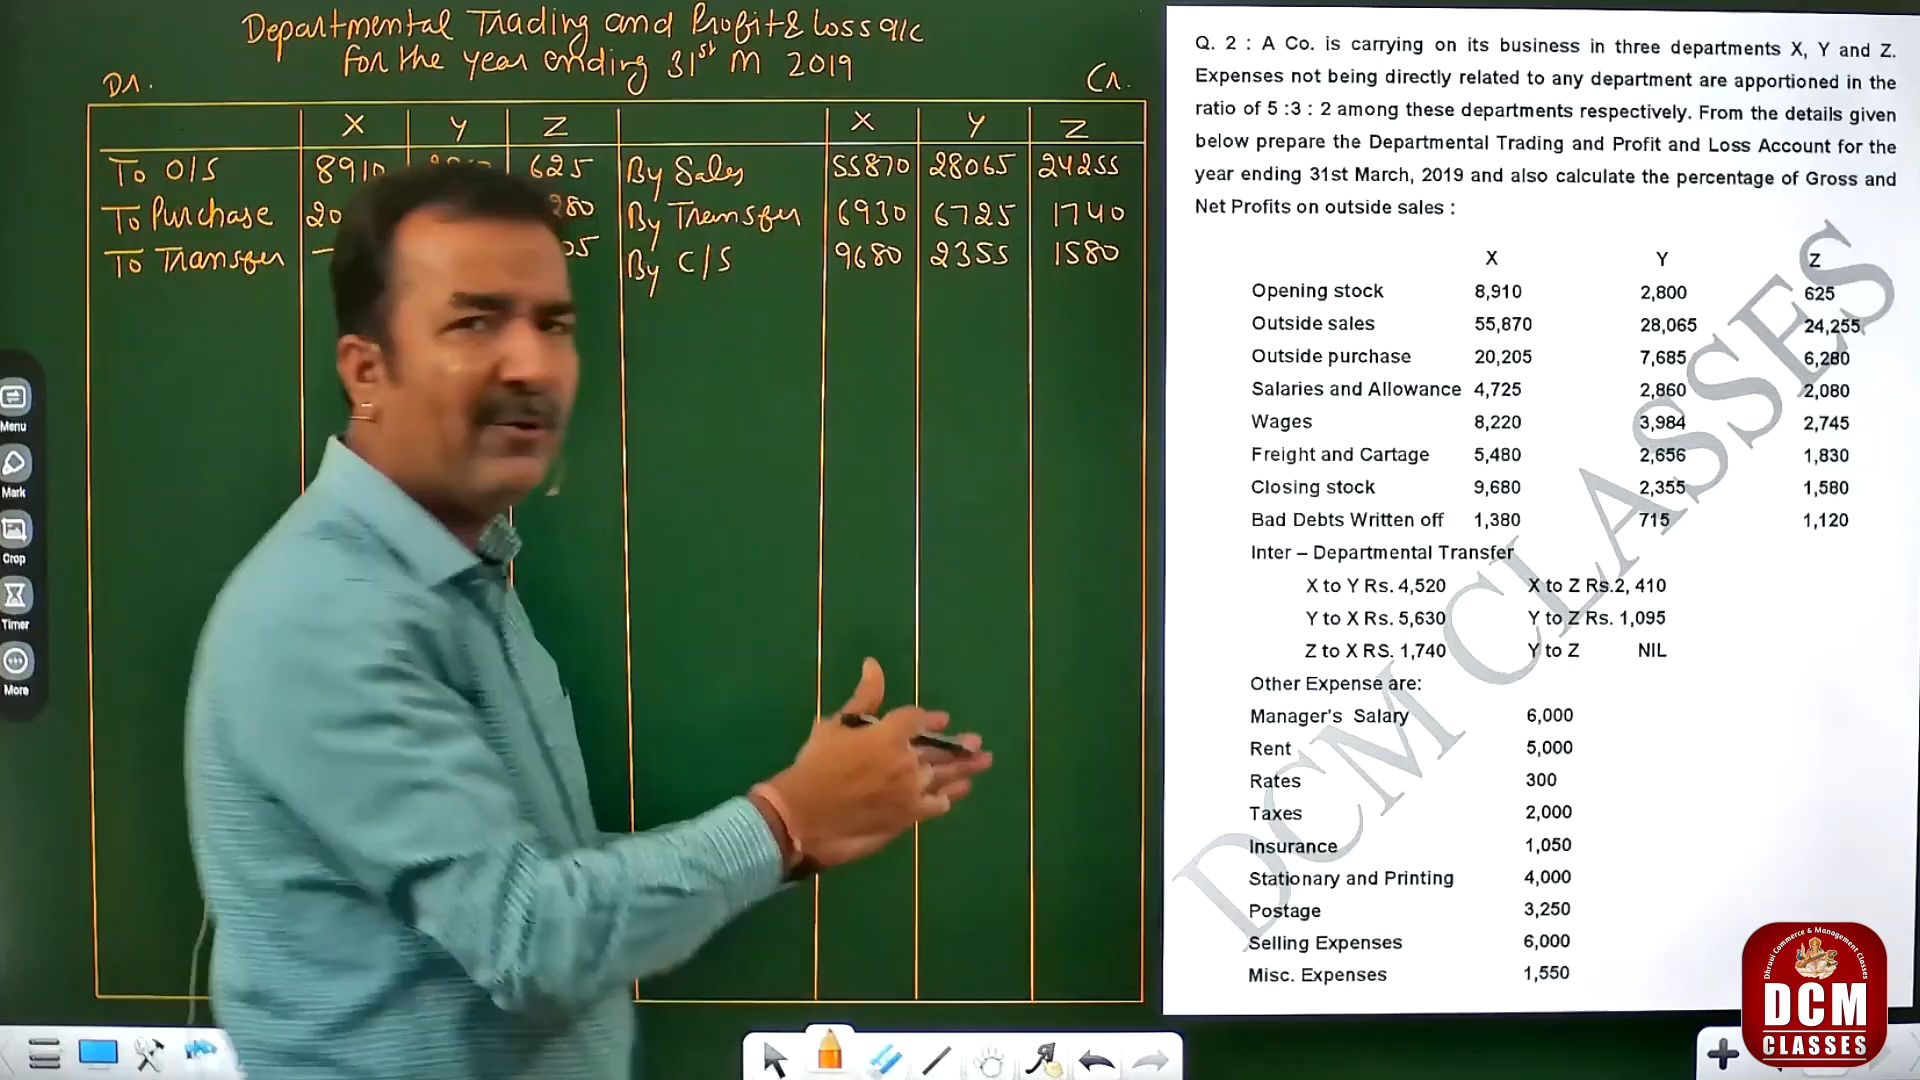 Departmental Trading and Profit & Loss a/c
for the year ending 31st M 2019
Dr.
Cr.
X Y Z X Y Z
To O/S 8910 625 By Sales 55870 28065 24255
To Purchase 20 280 By Transfer 6930 6725 1740
To Transfer 05 By C/S 9680 2355 1580
Menu
Mark
Crop
Timer
More
Q. 2 : A Co. is carrying on its business in three departments X, Y and Z.
Expenses not being directly related to any department are apportioned in the
ratio of 5 :3 : 2 among these departments respectively. From the details given
below prepare the Departmental Trading and Profit and Loss Account for the
year ending 31st March, 2019 and also calculate the percentage of Gross and
Net Profits on outside sales :
X Y Z
Opening stock 8,910 2,800 625
Outside sales 55,870 28,065 24,255
Outside purchase 20,205 7,685 6,280
Salaries and Allowance 4,725 2,860 2,080
Wages 8,220 3,984 2,745
Freight and Cartage 5,480 2,656 1,830
Closing stock 9,680 2,355 1,580
Bad Debts Written off 1,380 715 1,120
Inter – Departmental Transfer
X to Y Rs. 4,520 X to Z Rs.2, 410
Y to X Rs. 5,630 Y to Z Rs. 1,095
Z to X RS. 1,740 Y to Z NIL
Other Expense are:
Manager's Salary 6,000
Rent 5,000
Rates 300
Taxes 2,000
Insurance 1,050
Stationary and Printing 4,000
Postage 3,250
Selling Expenses 6,000
Misc. Expenses 1,550
DCM CLASSES
Dhruvi Commerce & Management Classes
DCM
CLASSES